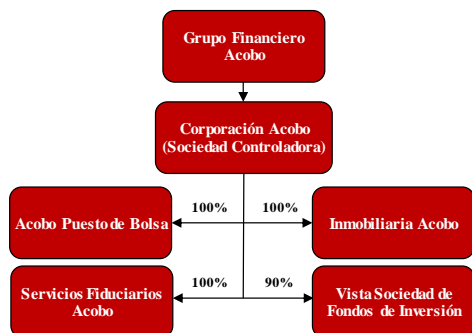 Grupo Financiero
Acobo
Corporación Acobo
(Sociedad Controladora)
100%
100%
Acobo Puesto de Bolsa
Inmobiliaria Acobo
100%
90%
Servicios Fiduciarios
Acobo
Vista Sociedad de
Fondos de Inversión